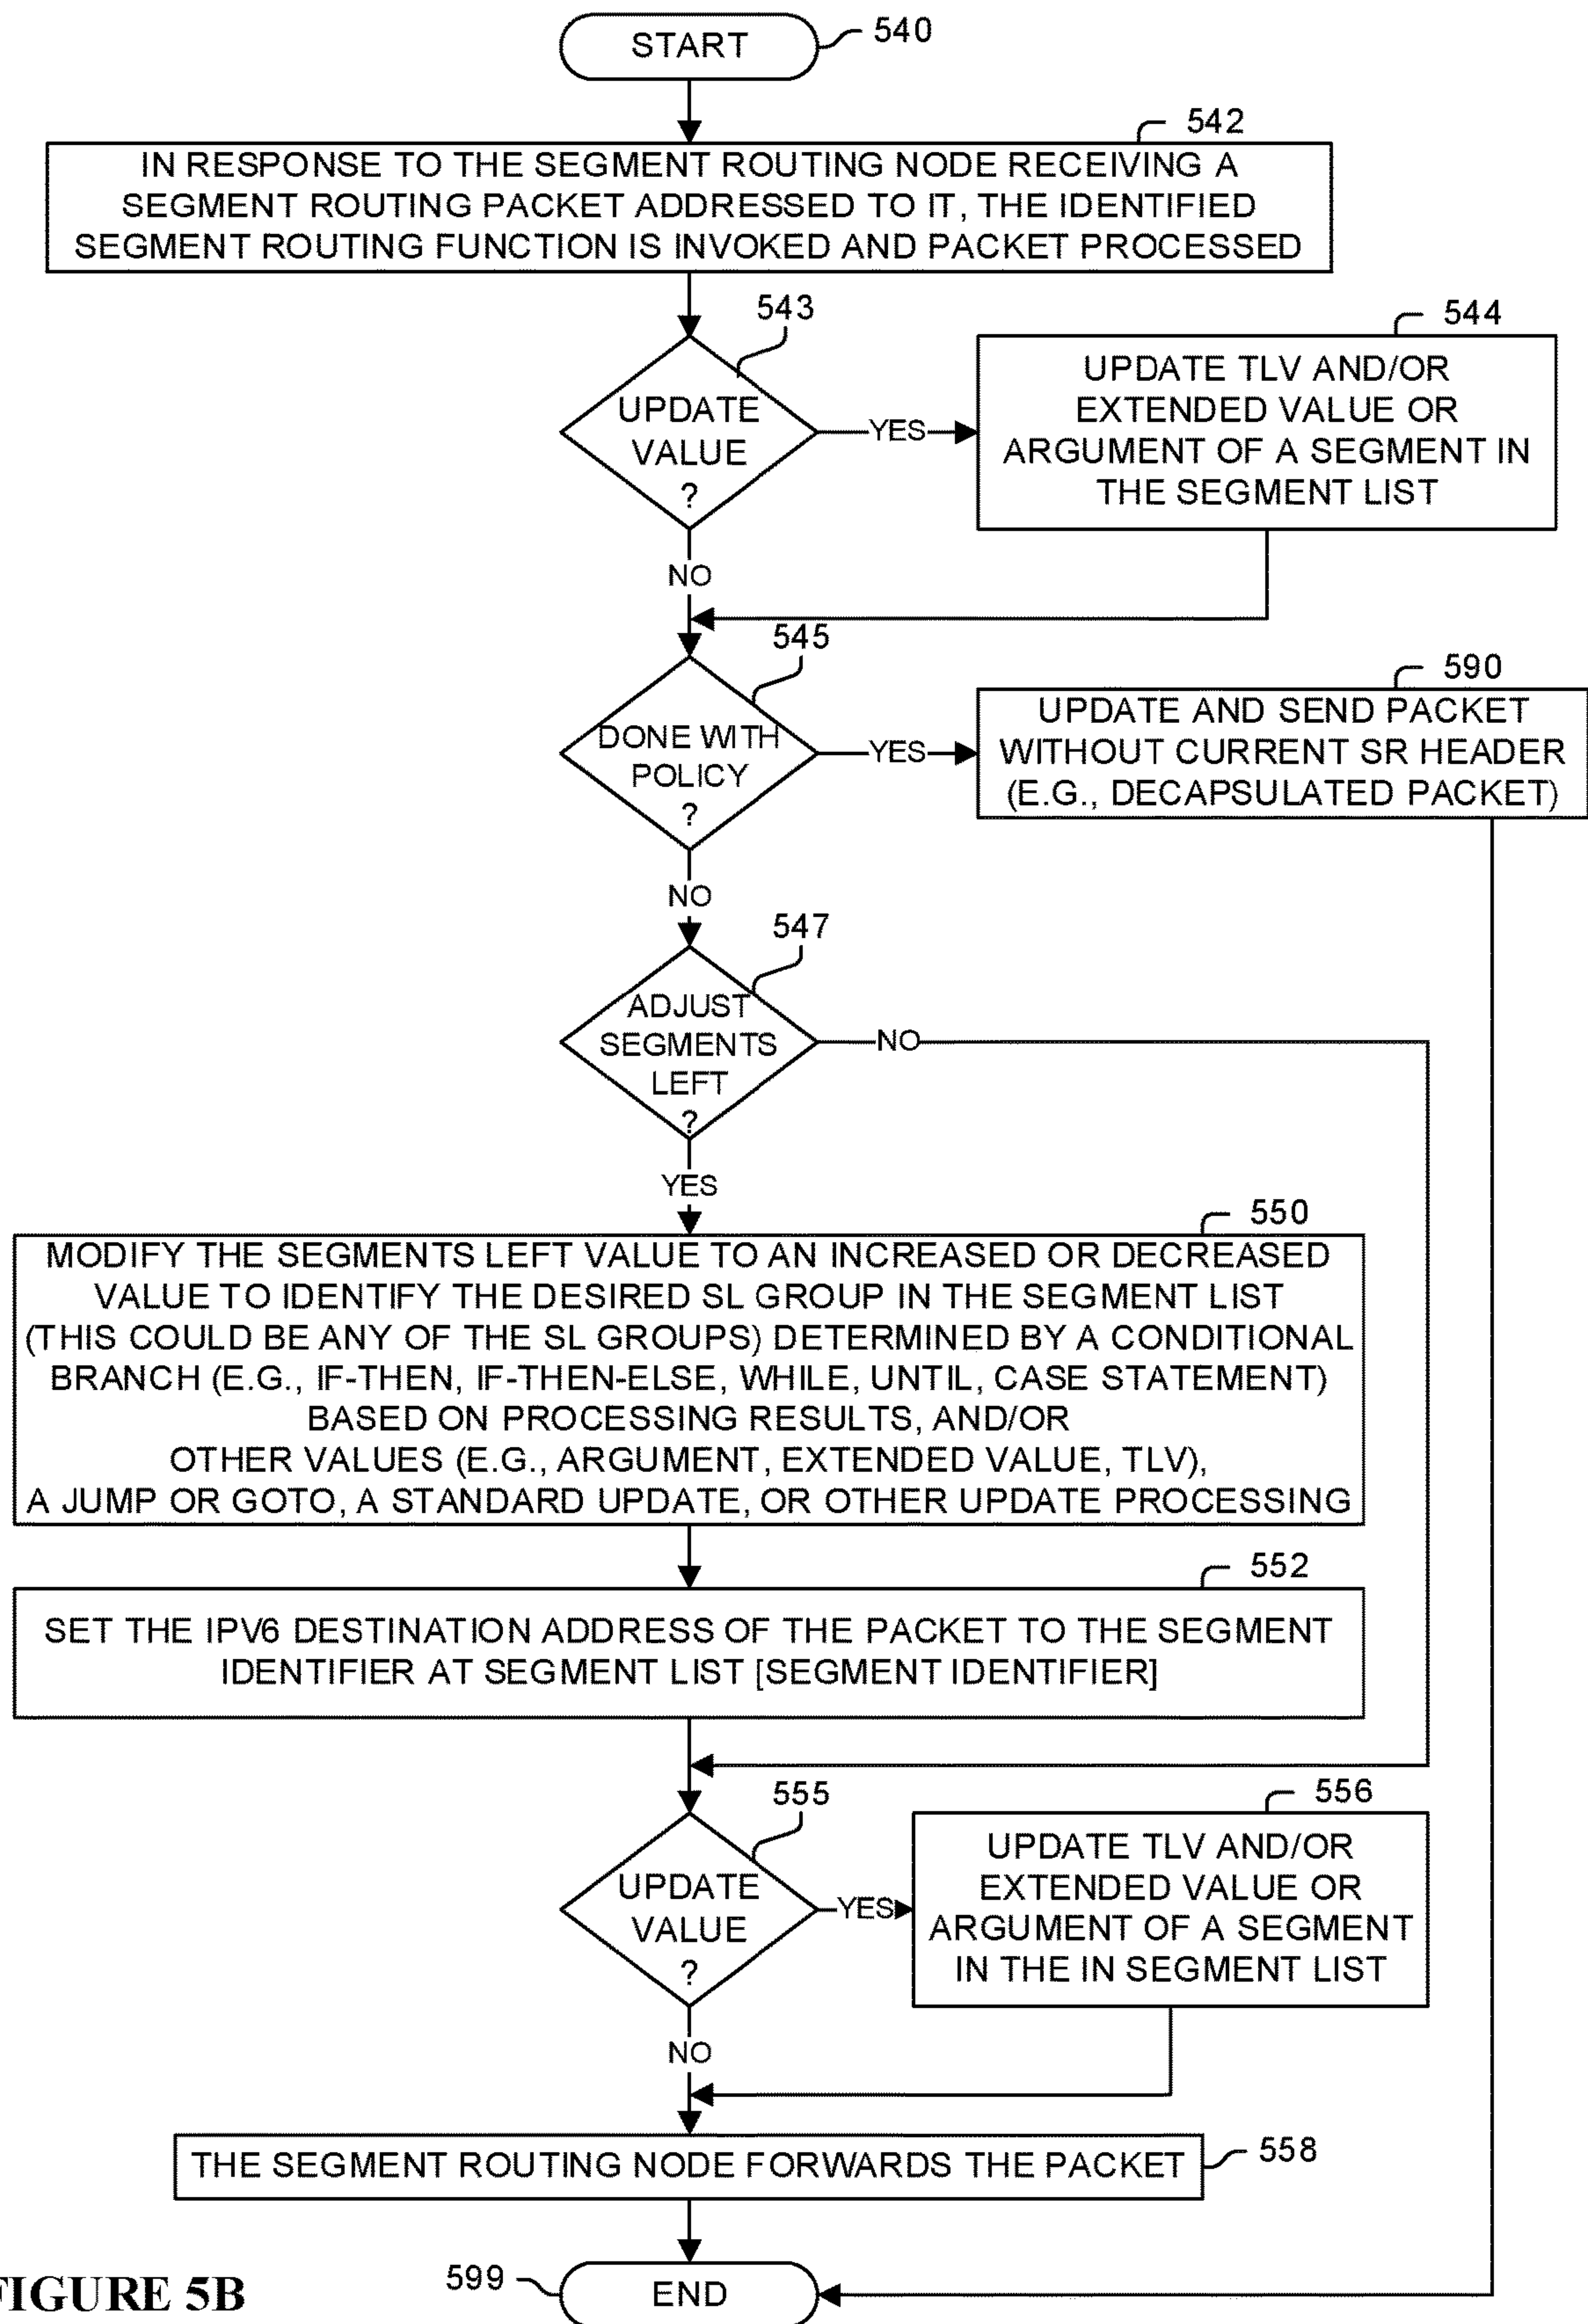 START
540
542
IN RESPONSE TO THE SEGMENT ROUTING NODE RECEIVING A
SEGMENT ROUTING PACKET ADDRESSED TO IT, THE IDENTIFIED
SEGMENT ROUTING FUNCTION IS INVOKED AND PACKET PROCESSED
543
UPDATE
VALUE
?
YES
544
UPDATE TLV AND/OR
EXTENDED VALUE OR
ARGUMENT OF A SEGMENT IN
THE SEGMENT LIST
NO
545
DONE WITH
POLICY
?
YES
590
UPDATE AND SEND PACKET
WITHOUT CURRENT SR HEADER
(E.G., DECAPSULATED PACKET)
NO
547
ADJUST
SEGMENTS
LEFT
?
NO
YES
550
MODIFY THE SEGMENTS LEFT VALUE TO AN INCREASED OR DECREASED
VALUE TO IDENTIFY THE DESIRED SL GROUP IN THE SEGMENT LIST
(THIS COULD BE ANY OF THE SL GROUPS) DETERMINED BY A CONDITIONAL
BRANCH (E.G., IF-THEN, IF-THEN-ELSE, WHILE, UNTIL, CASE STATEMENT)
BASED ON PROCESSING RESULTS, AND/OR
OTHER VALUES (E.G., ARGUMENT, EXTENDED VALUE, TLV),
A JUMP OR GOTO, A STANDARD UPDATE, OR OTHER UPDATE PROCESSING
552
SET THE IPV6 DESTINATION ADDRESS OF THE PACKET TO THE SEGMENT
IDENTIFIER AT SEGMENT LIST [SEGMENT IDENTIFIER]
555
UPDATE
VALUE
?
YES
556
UPDATE TLV AND/OR
EXTENDED VALUE OR
ARGUMENT OF A SEGMENT
IN THE IN SEGMENT LIST
NO
THE SEGMENT ROUTING NODE FORWARDS THE PACKET
558
599
END
FIGURE 5B